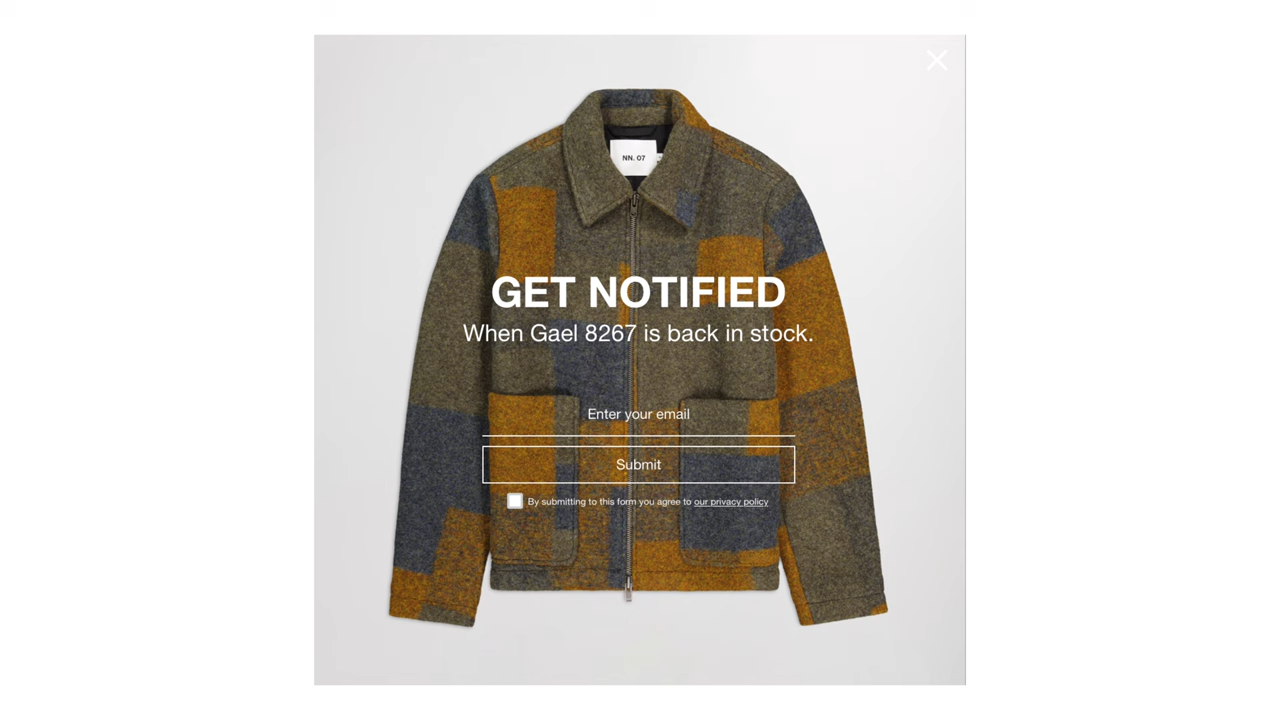 NN. 07
GET NOTIFIED
When Gael 8267 is back in stock.
Enter your email
Submit
By submitting to this form you agree to our privacy policy